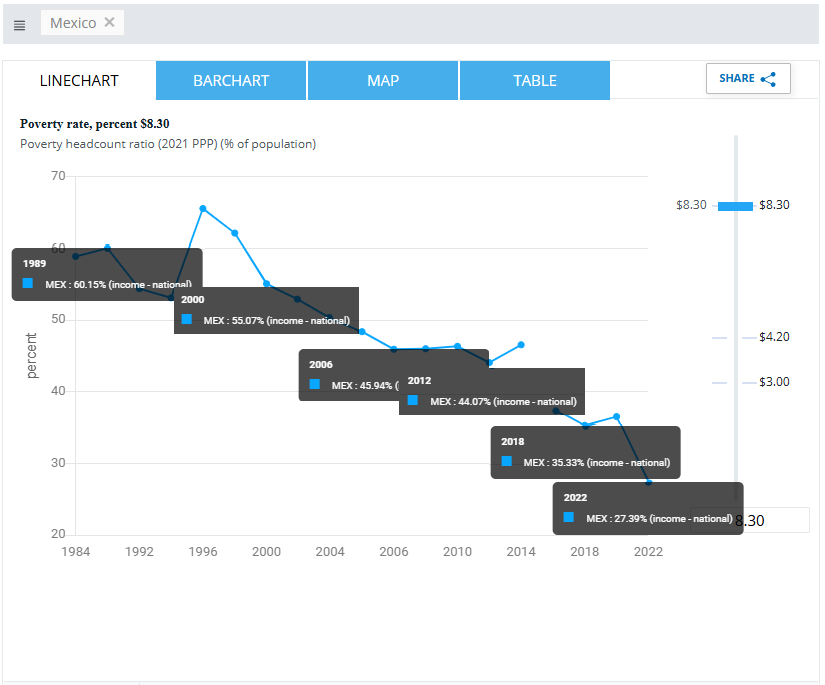 Mexico
LINECHART
BARCHART
MAP
TABLE
SHARE
Poverty rate, percent $8.30
Poverty headcount ratio (2021 PPP) (% of population)
70
60
50
40
30
20
percent
1989
MEX : 60.15% (income - national)
2000
MEX : 55.07% (income - national)
2006
MEX : 45.94% (
2012
MEX : 44.07% (income - national)
2018
MEX : 35.33% (income - national)
2022
MEX : 27.39% (income - national)
1984
1992
1996
2000
2004
2006
2010
2014
2018
2022
$8.30
$8.30
$4.20
$3.00
8.30